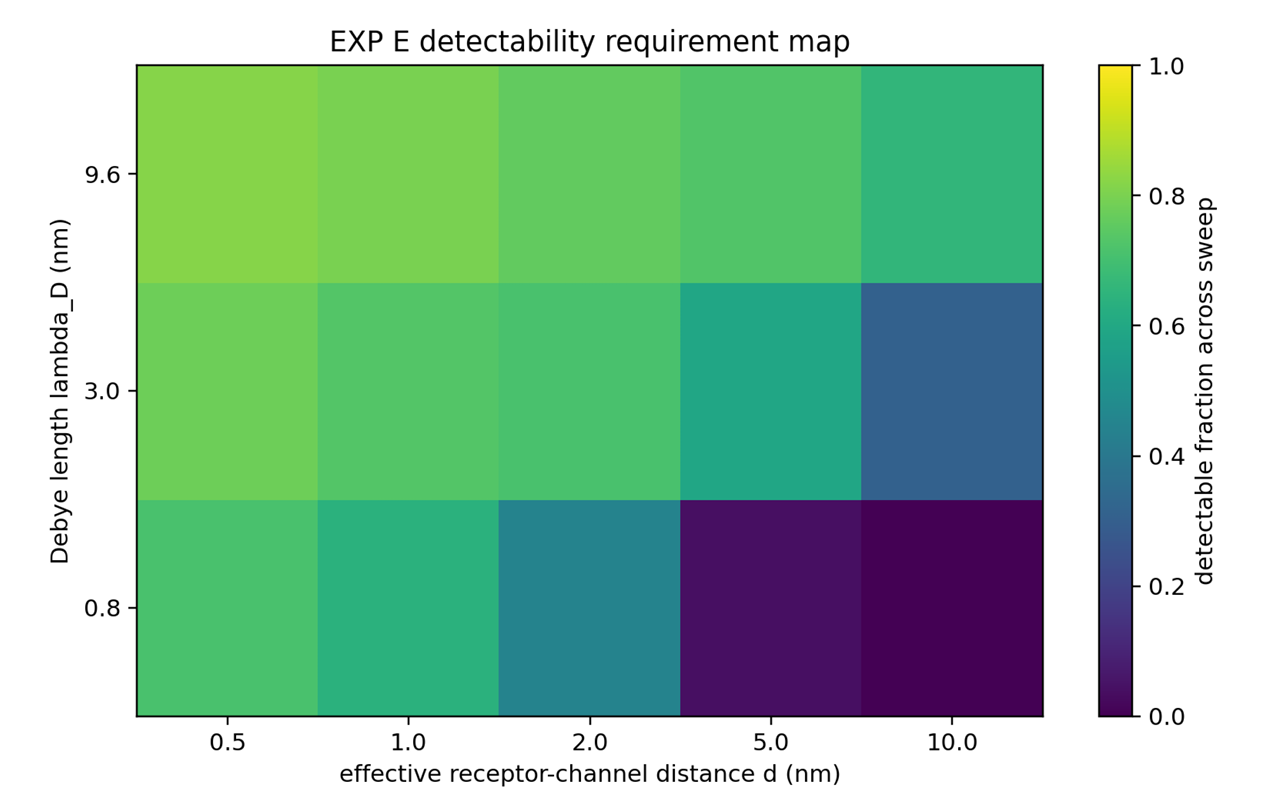 EXP E detectability requirement map
Debye length lambda_D (nm)
9.6
3.0
0.8
0.5 1.0 2.0 5.0 10.0
effective receptor-channel distance d (nm)
1.0
0.8
0.6
0.4
0.2
0.0
detectable fraction across sweep